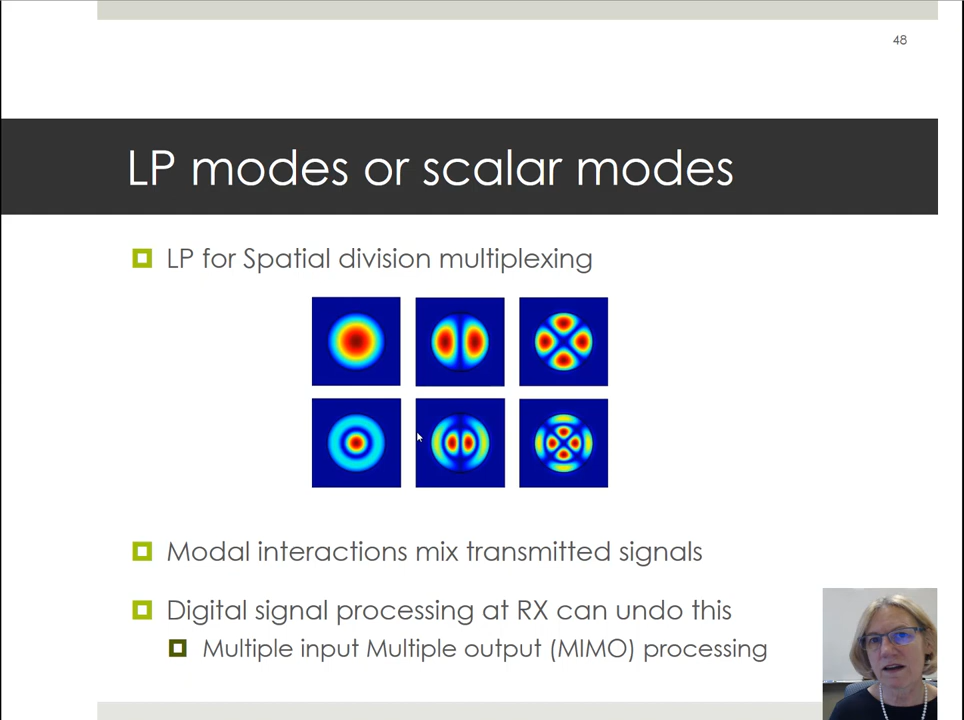 48
LP modes or scalar modes
LP for Spatial division multiplexing
Modal interactions mix transmitted signals
Digital signal processing at RX can undo this
Multiple input Multiple output (MIMO) processing